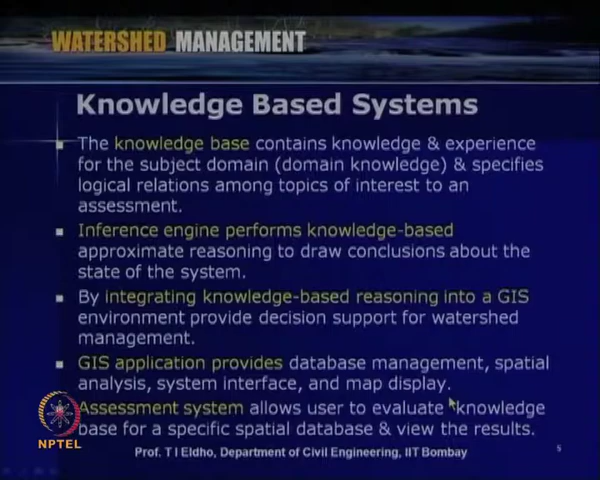 WATERSHED MANAGEMENT
Knowledge Based Systems
The knowledge base contains knowledge & experience
for the subject domain (domain knowledge) & specifies
logical relations among topics of interest to an
assessment.
Inference engine performs knowledge-based
approximate reasoning to draw conclusions about the
state of the system.
By integrating knowledge-based reasoning into a GIS
environment provide decision support for watershed
management.
GIS application provides database management, spatial
analysis, system interface, and map display.
Assessment system allows user to evaluate knowledge
base for a specific spatial database & view the results.
NPTEL
Prof. T I Eldho, Department of Civil Engineering, IIT Bombay
5